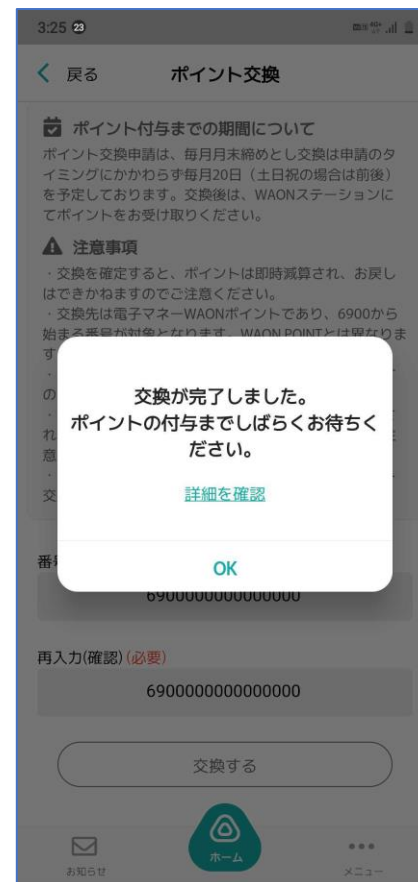 3:25 23
戻る ポイント交換
ポイント付与までの期間について
ポイント交換申請は、毎月月末締めとし交換は申請のタ
イミングにかかわらず毎月20日（土日祝の場合は前後）
を予定しております。交換後は、WAONステーションに
てポイントをお受け取りください。
注意事項
・交換を確定すると、ポイントは即時減算され、お戻し
はできかねますのでご注意ください。
・交換先は電子マネーWAONポイントであり、6900から
始まる番号が対象となります。WAON POINTとは異なりま
す
の
れ
意
交
交換が完了しました。
ポイントの付与までしばらくお待ちく
ださい。
詳細を確認
OK
番
6900000000000000
再入力(確認) (必要)
6900000000000000
交換する
お知らせ ホーム メニュー